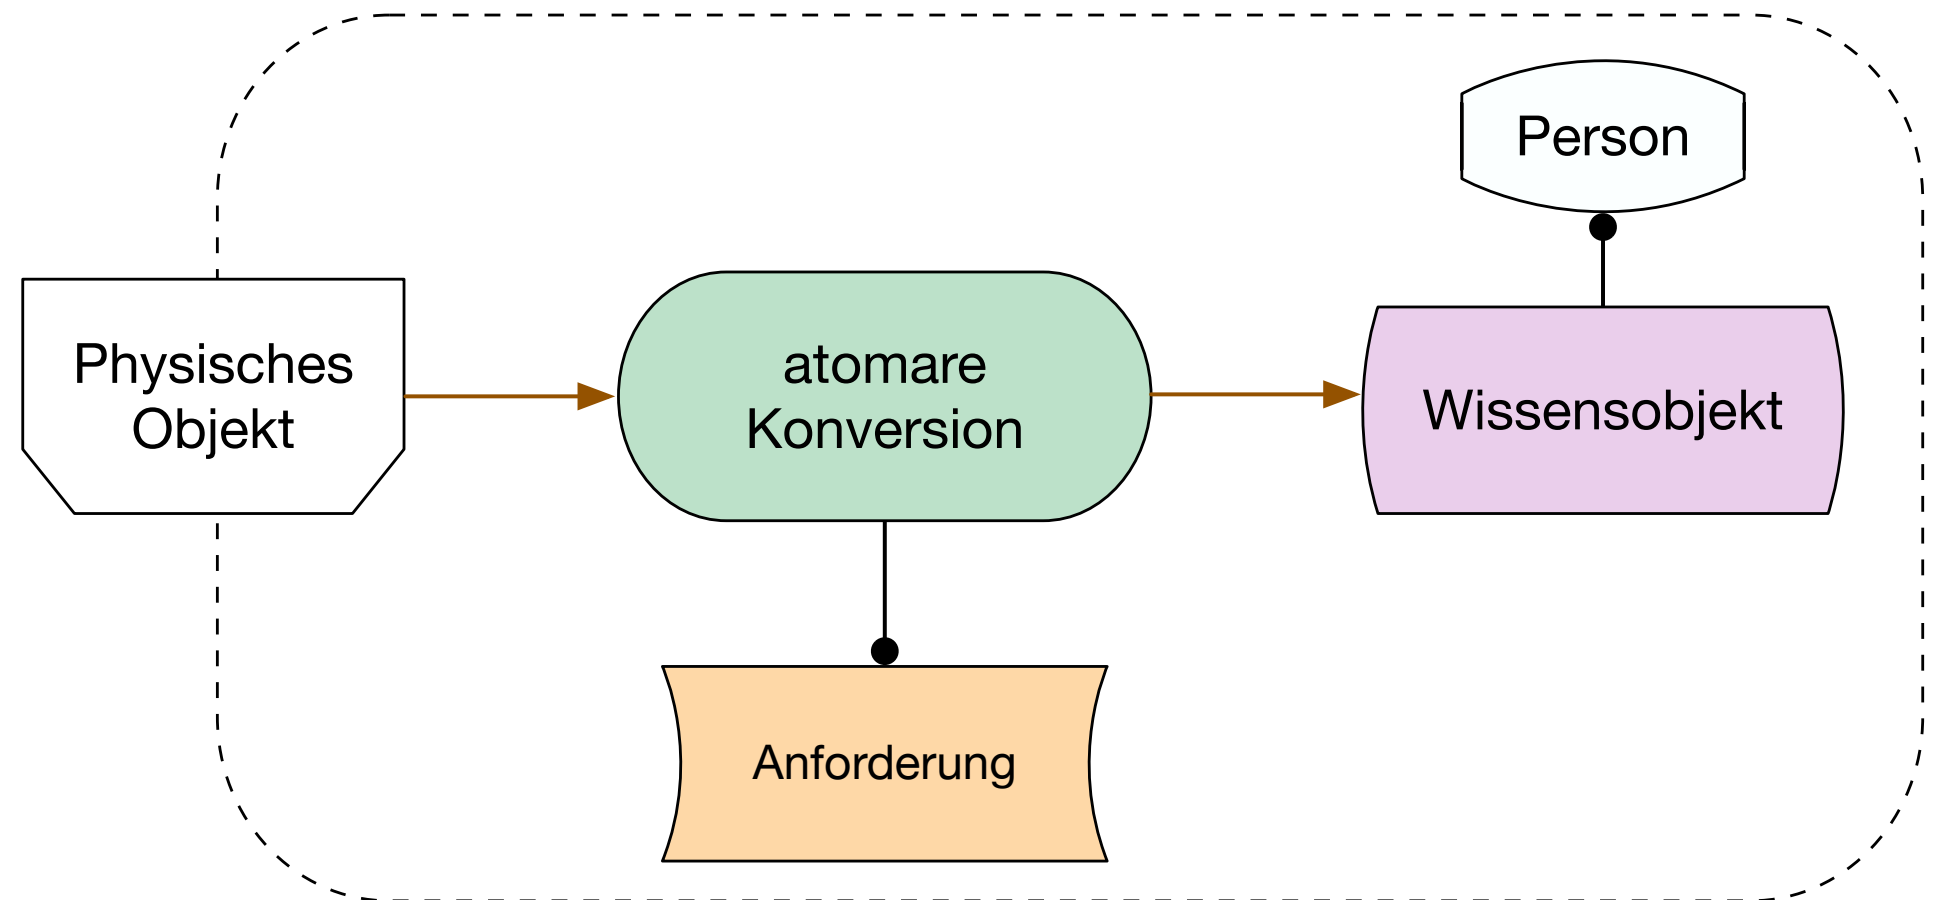 Person
Physisches
Objekt
atomare
Konversion
Wissensobjekt
Anforderung